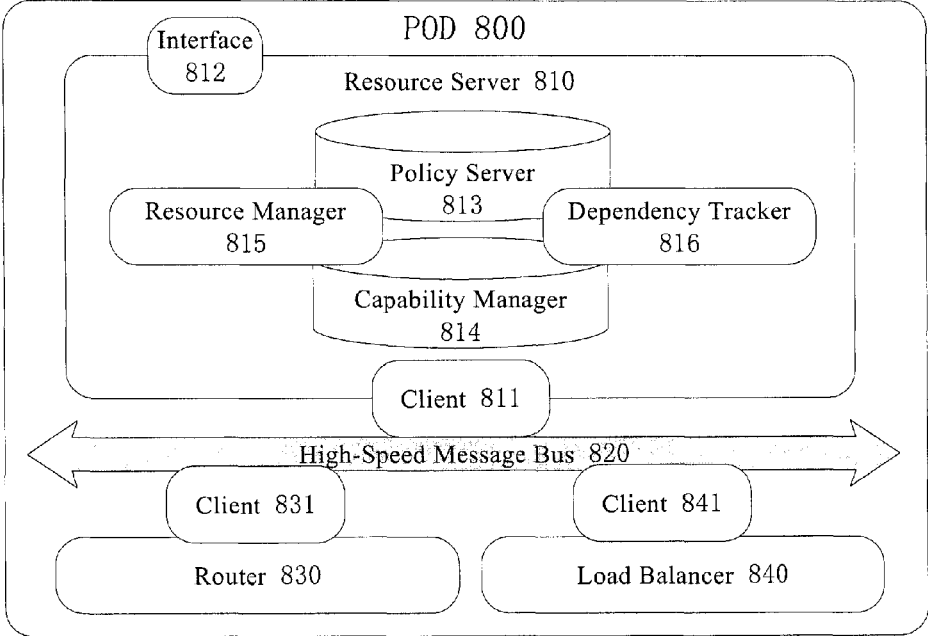 POD 800
Interface
812
Resource Server 810
Policy Server
813
Resource Manager
815
Dependency Tracker
816
Capability Manager
814
Client 811
High-Speed Message Bus 820
Client 831
Client 841
Router 830
Load Balancer 840